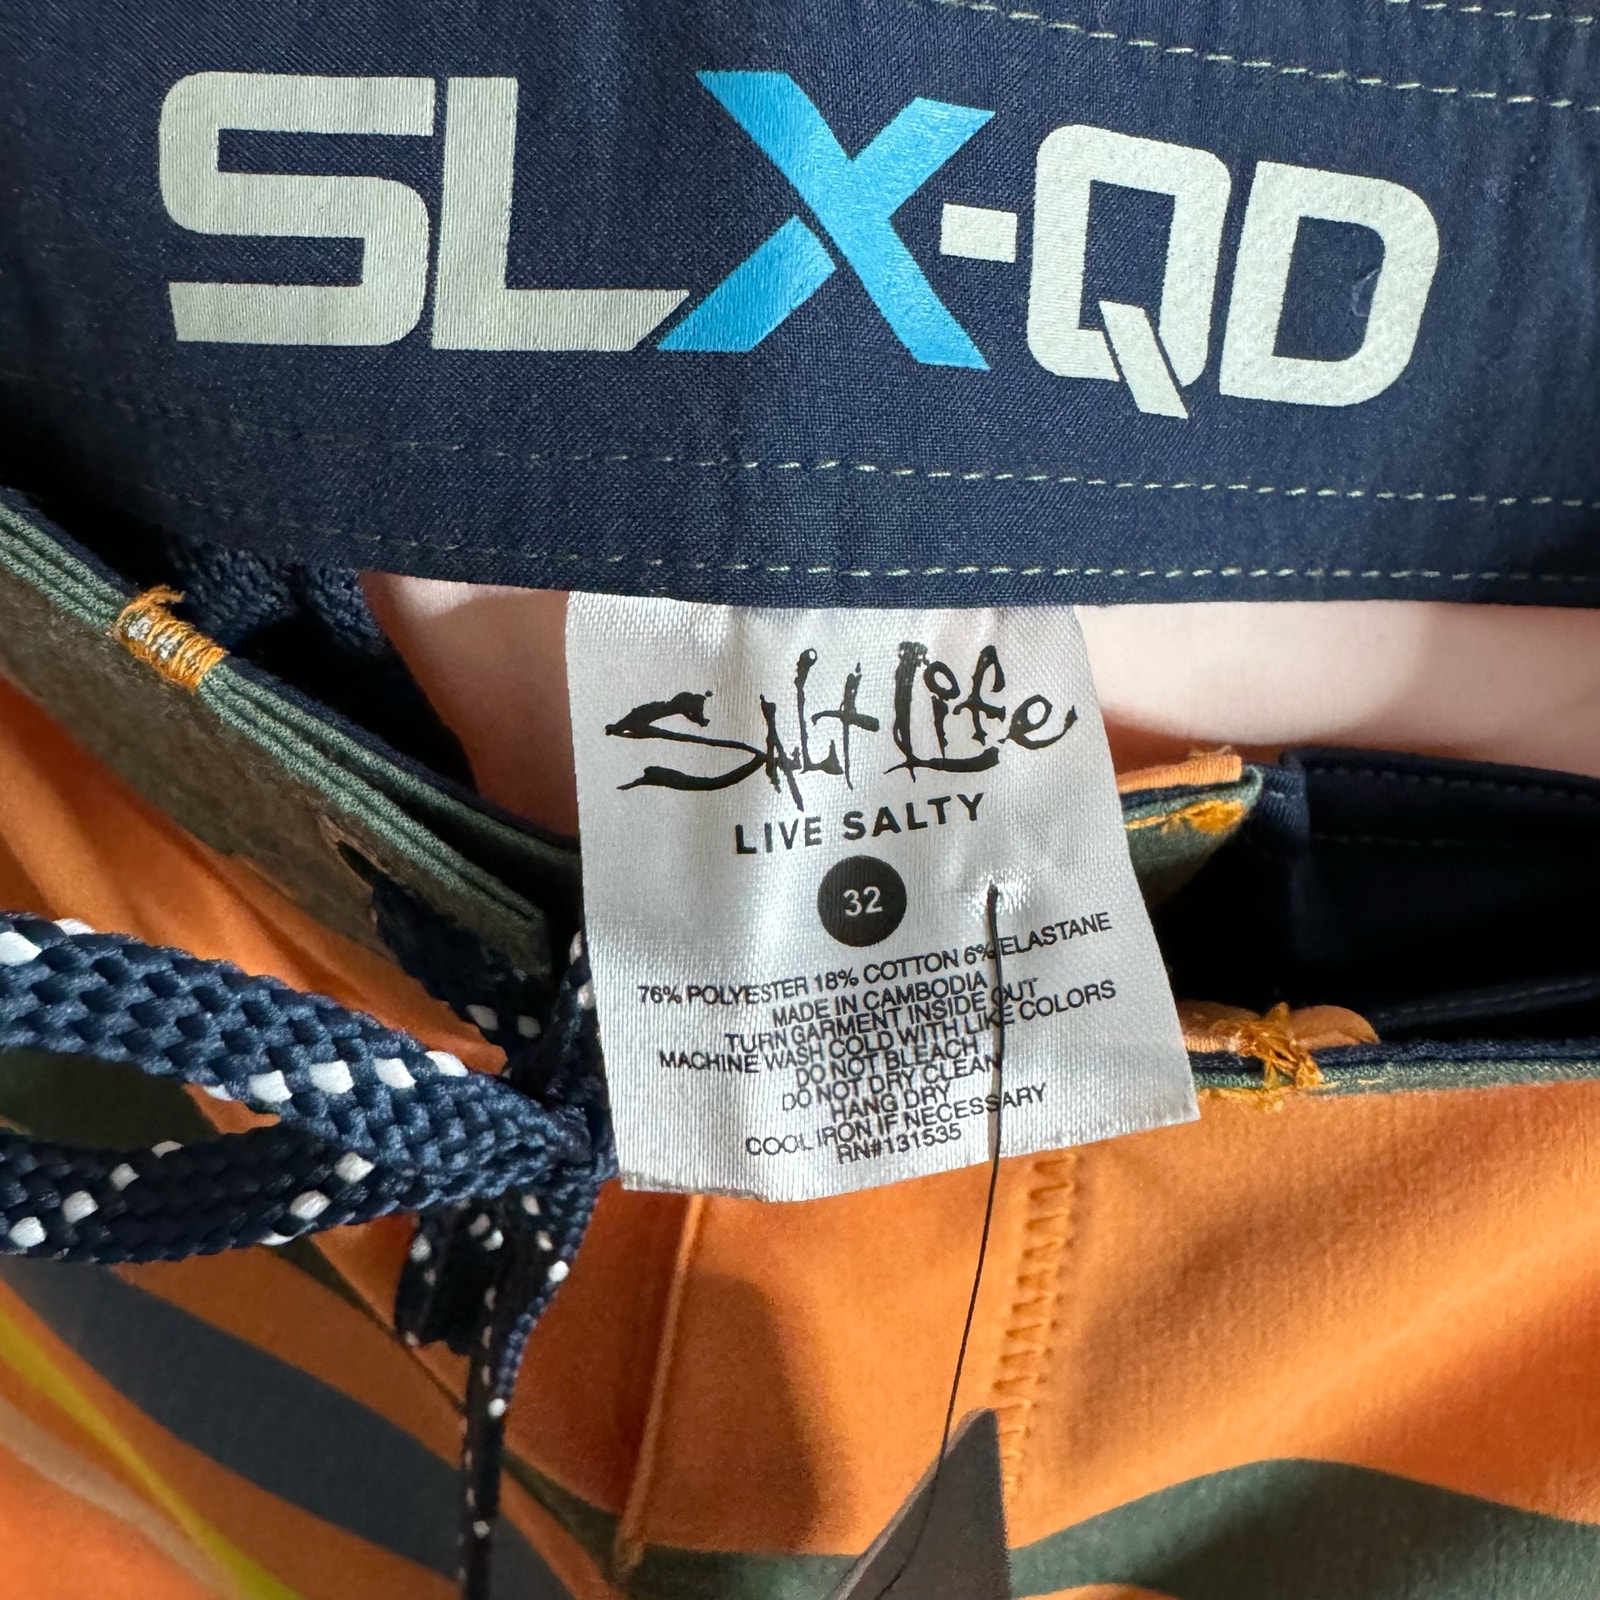 SLX-QD
Salt Life
LIVE SALTY
32
76% POLYESTER 18% COTTON 6% ELASTANE
MADE IN CAMBODIA
TURN GARMENT INSIDE OUT
MACHINE WASH COLD WITH LIKE COLORS
DO NOT BLEACH
DO NOT DRY CLEAN
HANG DRY
COOL IRON IF NECESSARY
RN#131535